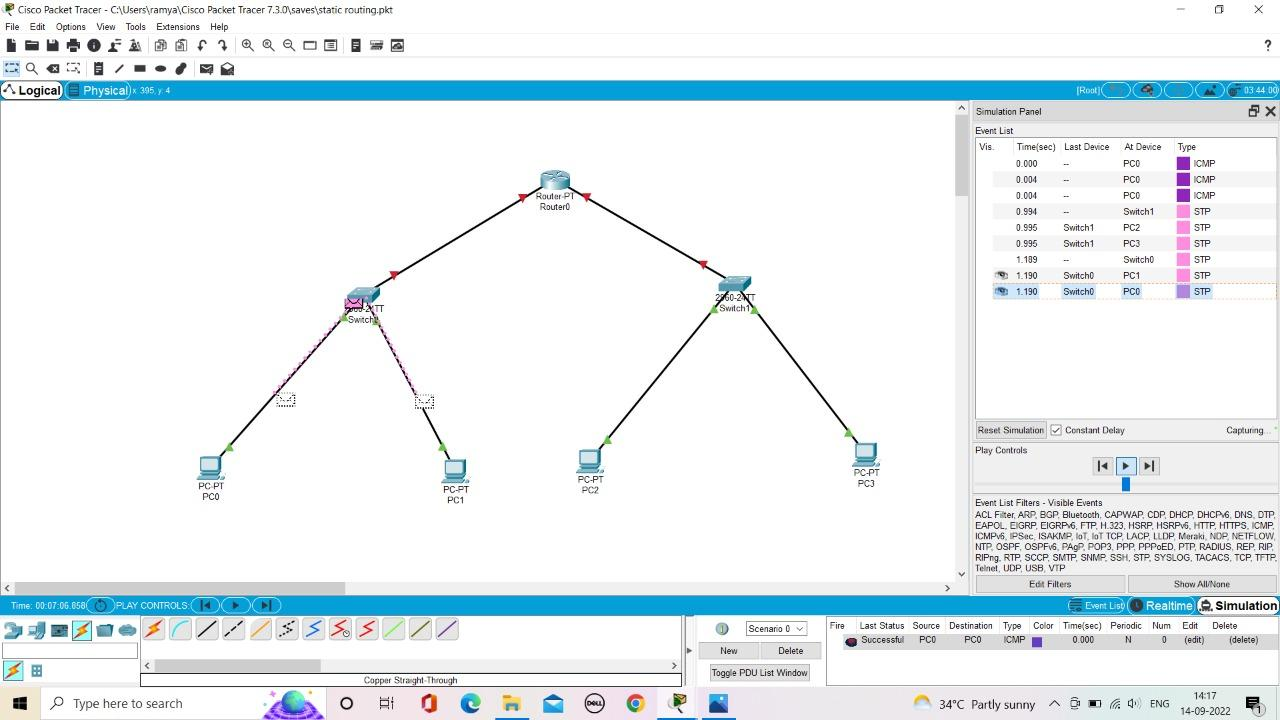 Cisco Packet Tracer - C:\Users\ramya\Cisco Packet Tracer 7.3.0\saves\static routing.pkt
File Edit Options View Tools Extensions Help
?
Logical Physical x: 395, y: 4 [Root] 03:44:00
Simulation Panel
Event List
Vis. Time(sec) Last Device At Device Type
0.000 -- PC0 ICMP
0.004 -- PC0 ICMP
0.004 -- PC0 ICMP
0.994 -- Switch1 STP
0.995 Switch1 PC2 STP
0.995 Switch1 PC3 STP
1.189 -- Switch0 STP
1.190 Switch0 PC1 STP
1.190 Switch0 PC0 STP
Router-PT
Router0
2960-24TT
Switch1
PC-PT
PC0
PC-PT
PC1
PC-PT
PC2
PC-PT
PC3
Reset Simulation Constant Delay Capturing...
Play Controls
Event List Filters - Visible Events
ACL Filter, ARP, BGP, Bluetooth, CAPWAP, CDP, DHCP, DHCPv6, DNS, DTP,
EAPOL, EIGRP, EIGRPv6, FTP, H.323, HSRP, HSRPv6, HTTP, HTTPS, ICMP,
ICMPv6, IPSec, ISAKMP, IoT, IoT TCP, LACP, LLDP, Meraki, NDP, NETFLOW,
NTP, OSPF, OSPFv6, PAgP, POP3, PPP, PPPoED, PTP, RADIUS, REP, RIP,
RIPng, RTP, SCCP, SMTP, SNMP, SSH, STP, SYSLOG, TACACS, TCP, TFTP,
Telnet, UDP, USB, VTP
Edit Filters Show All/None
Time: 00:07:06.858 PLAY CONTROLS: Event List Realtime Simulation
Scenario 0
New Delete
Toggle PDU List Window
Fire Last Status Source Destination Type Color Time(sec) Periodic Num Edit Delete
Successful PC0 PC0 ICMP 0.000 N 0 (edit) (delete)
Copper Straight-Through
Type here to search
DELL
34°C Partly sunny ENG 14:17
14-09-2022
1